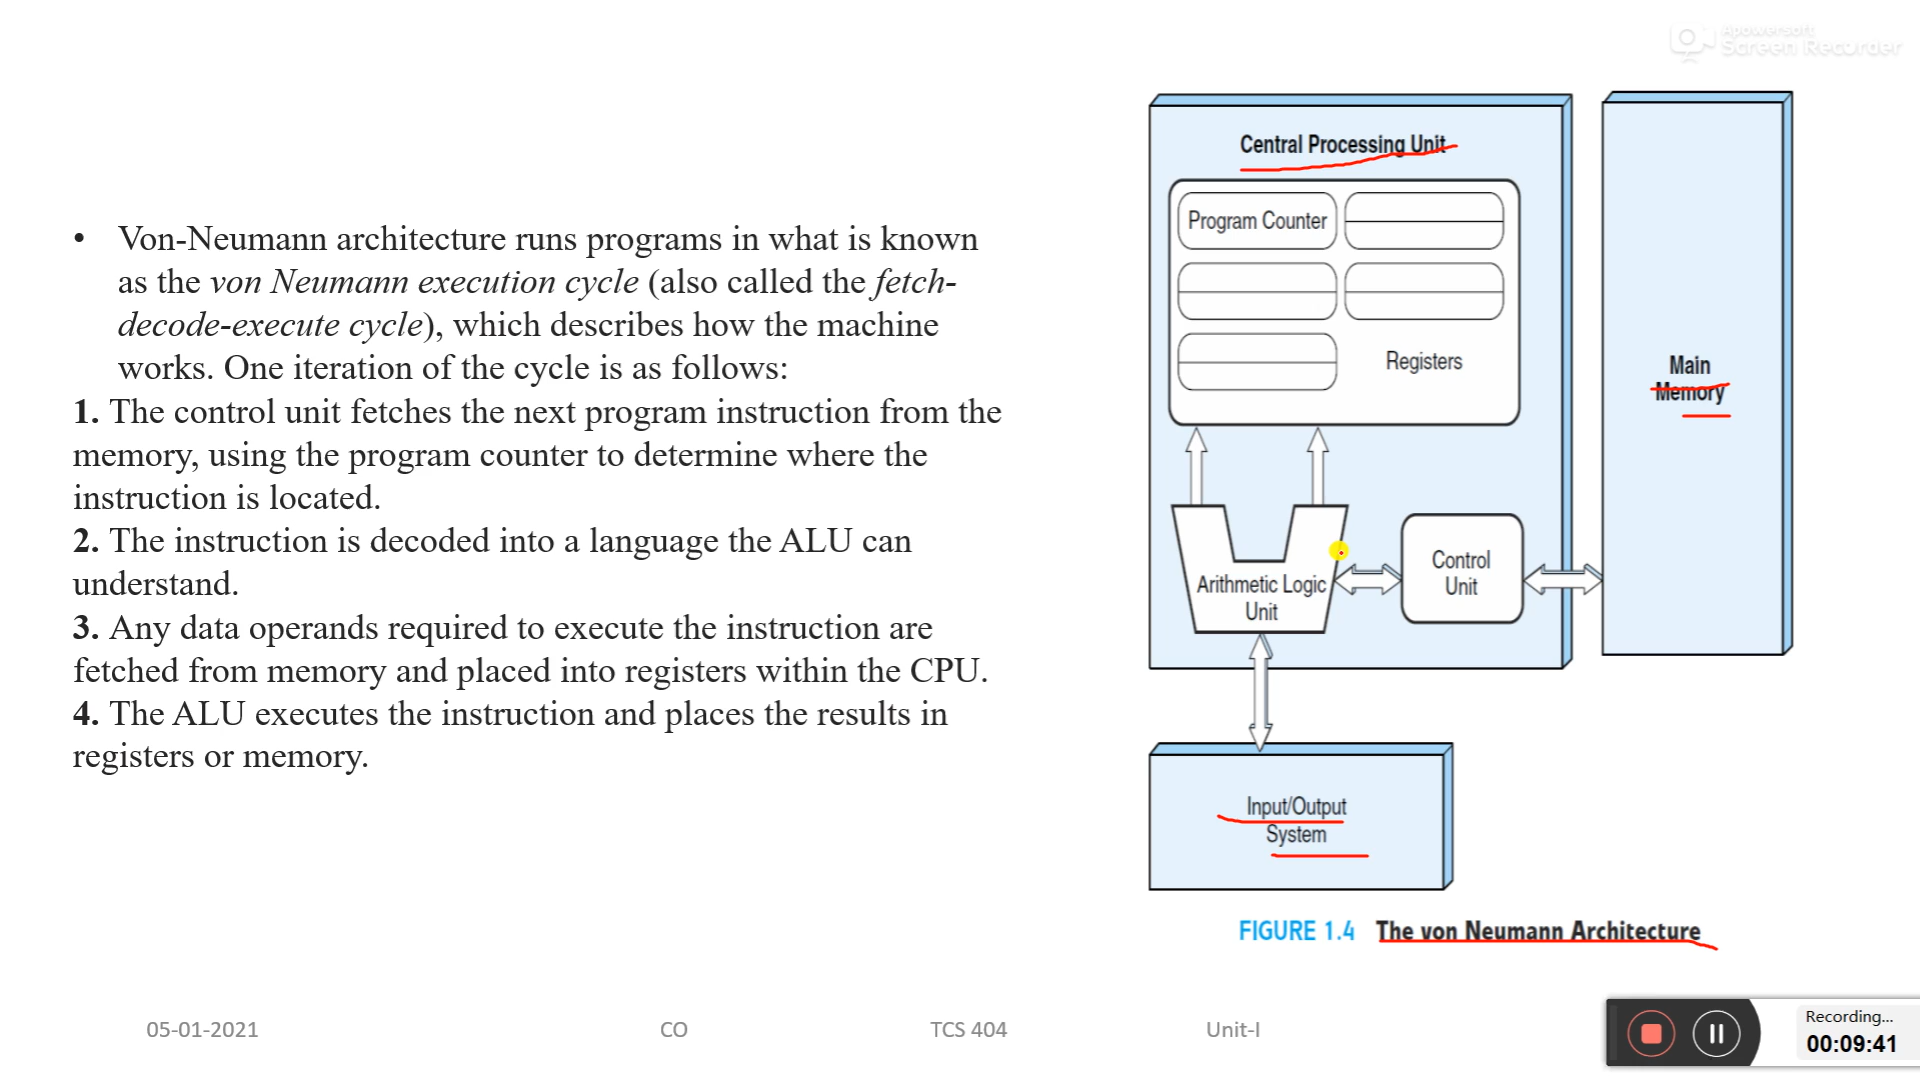 Apowersoft
Screen Recorder
• Von-Neumann architecture runs programs in what is known
as the von Neumann execution cycle (also called the fetch-
decode-execute cycle), which describes how the machine
works. One iteration of the cycle is as follows:
1. The control unit fetches the next program instruction from the
memory, using the program counter to determine where the
instruction is located.
2. The instruction is decoded into a language the ALU can
understand.
3. Any data operands required to execute the instruction are
fetched from memory and placed into registers within the CPU.
4. The ALU executes the instruction and places the results in
registers or memory.
Central Processing Unit
Program Counter
Registers
Arithmetic Logic
Unit
Control
Unit
Main
Memory
Input/Output
System
FIGURE 1.4 The von Neumann Architecture
05-01-2021 CO TCS 404 Unit-I
Recording...
00:09:41